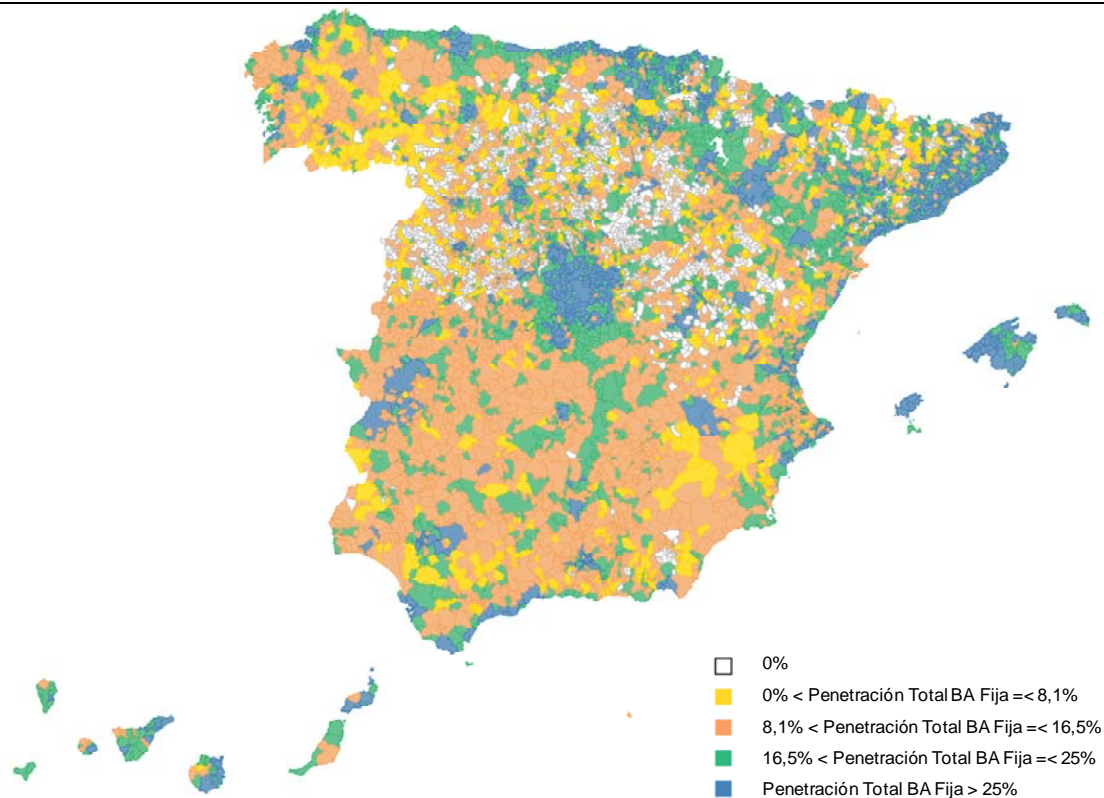 0%
0% < Penetración Total BA Fija =< 8,1%
8,1% < Penetración Total BA Fija =< 16,5%
16,5% < Penetración Total BA Fija =< 25%
Penetración Total BA Fija > 25%